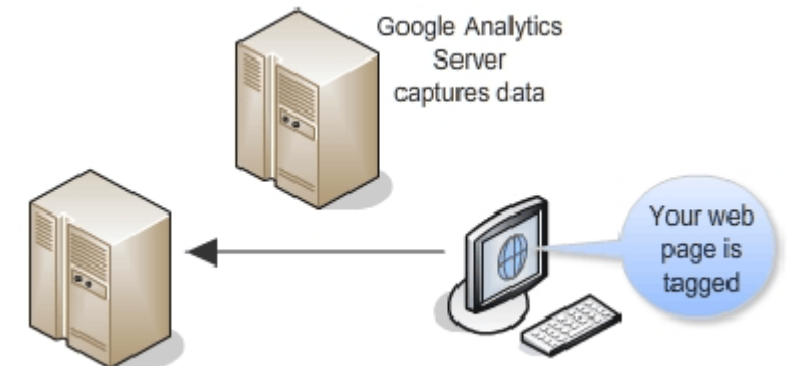 Google Analytics
Server
captures data
Your web
page is
tagged